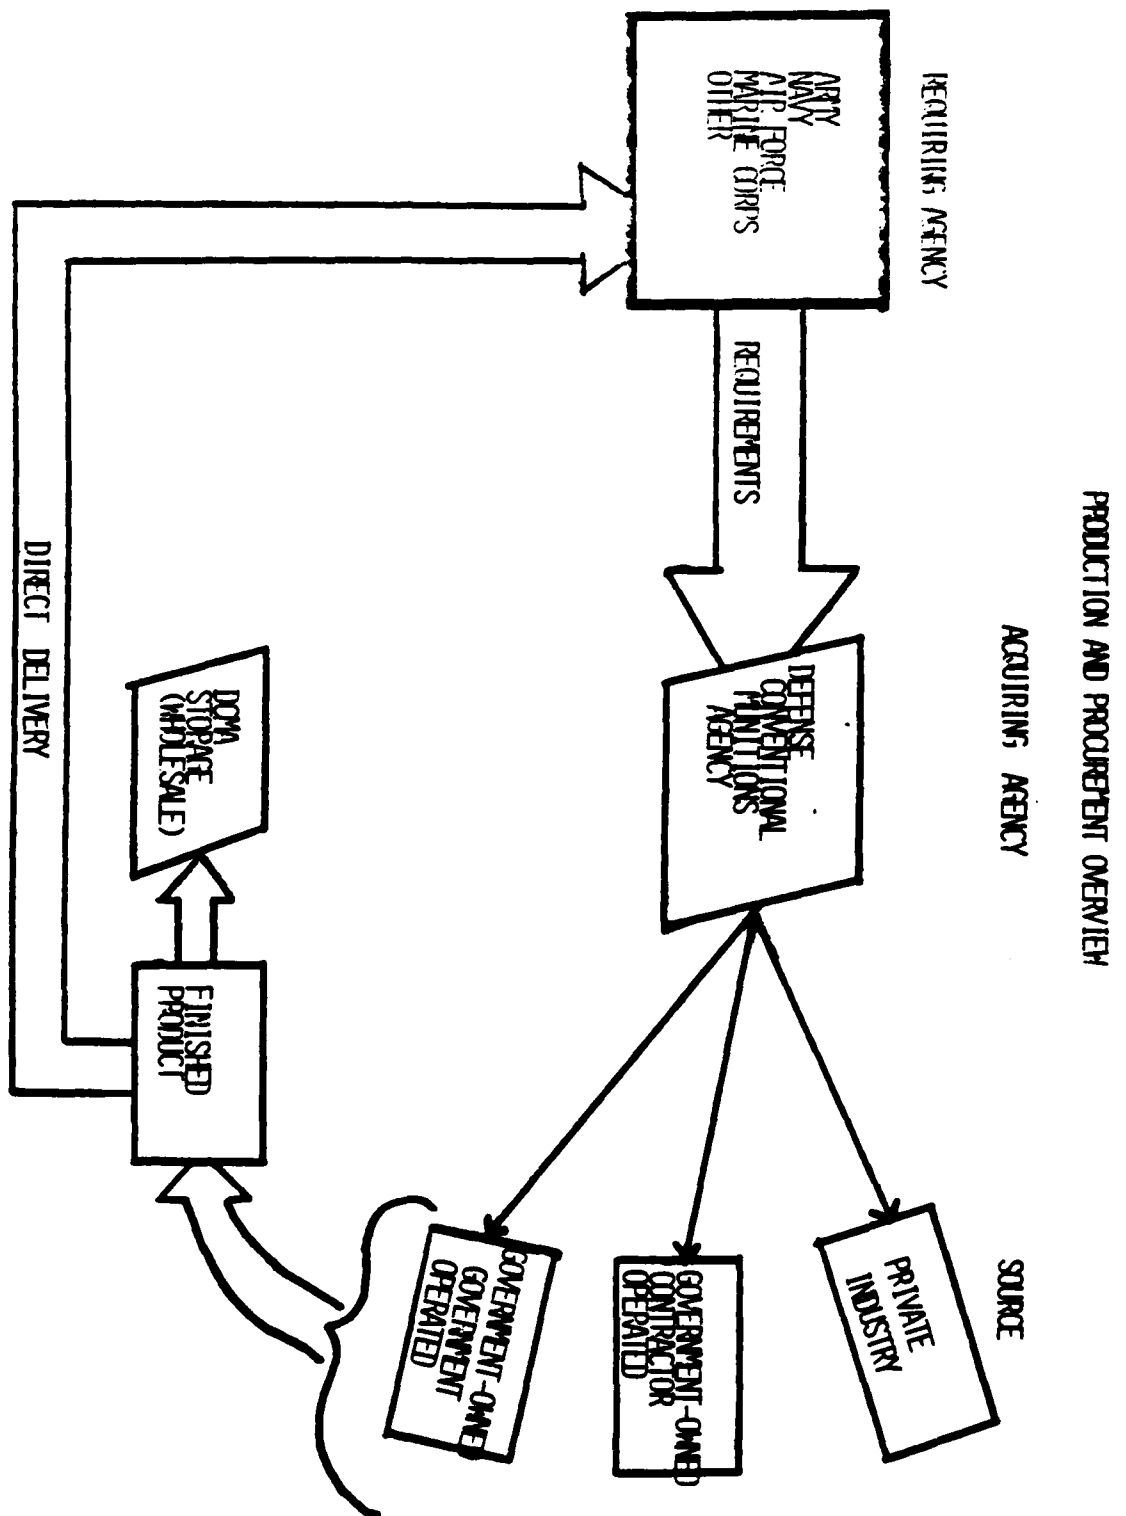 PRODUCTION AND PROCUREMENT OVERVIEW
REQUIRING AGENCY
ACQUIRING AGENCY
SOURCE
ARMY
NAVY
AIR FORCE
MARINE CORPS
OTHER
REQUIREMENTS
DEFENSE
CONVENTIONAL
MUNITIONS
AGENCY
PRIVATE
INDUSTRY
GOVERNMENT-OWNED
CONTRACTOR
OPERATED
GOVERNMENT-OWNED
GOVERNMENT
OPERATED
FINISHED
PRODUCT
DCMA
STORAGE
(WHOLESALE)
DIRECT DELIVERY